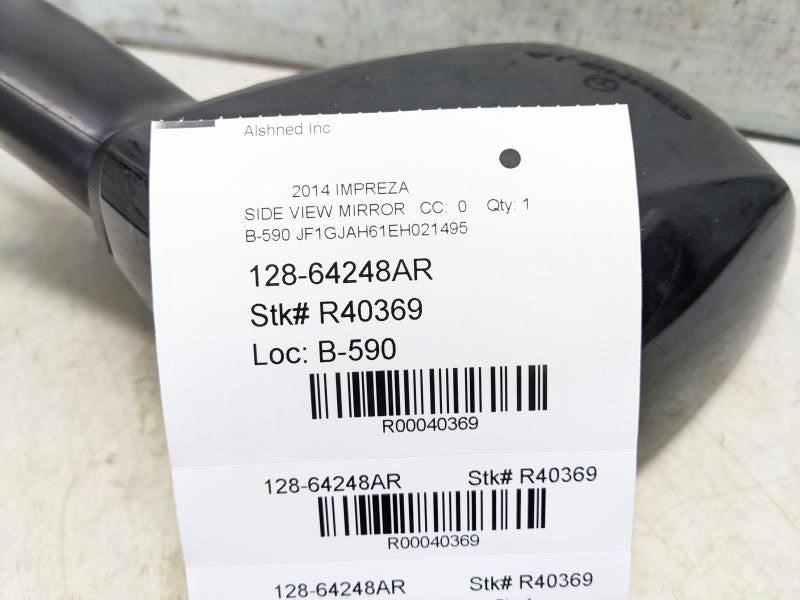 Alshned Inc
2014 IMPREZA
SIDE VIEW MIRROR CC: 0 Qty: 1
B-590 JF1GJAH61EH021495
128-64248AR
Stk# R40369
Loc: B-590
R00040369
128-64248AR Stk# R40369
R00040369
128-64248AR Stk# R40369